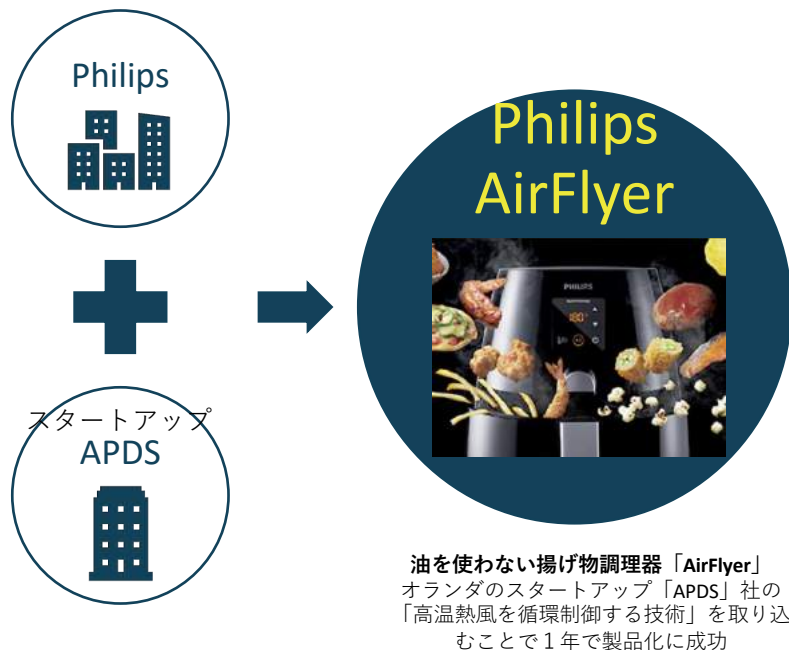 Philips
スタートアップ
APDS
Philips
AirFlyer
PHILIPS
180°
油を使わない揚げ物調理器「AirFlyer」
オランダのスタートアップ「APDS」社の
「高温熱風を循環制御する技術」を取り込
むことで１年で製品化に成功